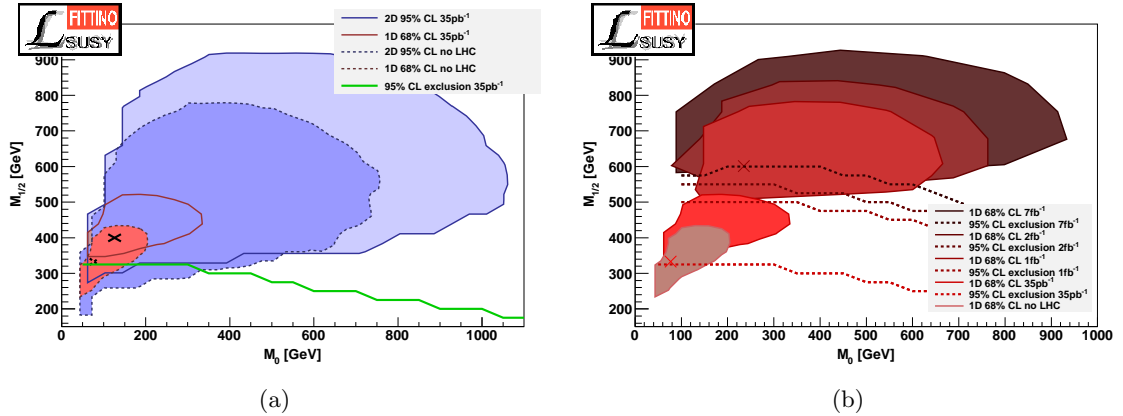 FITTINO
SUSY
2D 95% CL 35pb⁻¹
1D 68% CL 35pb⁻¹
2D 95% CL no LHC
1D 68% CL no LHC
95% CL exclusion 35pb⁻¹
M₁/₂ [GeV]
900
800
700
600
500
400
300
200
0 200 400 600 800 1000
M₀ [GeV]
(a)
FITTINO
SUSY
M₁/₂ [GeV]
900
800
700
600
500
400
300
200
1D 68% CL 7fb⁻¹
95% CL exclusion 7fb⁻¹
1D 68% CL 2fb⁻¹
95% CL exclusion 2fb⁻¹
1D 68% CL 1fb⁻¹
95% CL exclusion 1fb⁻¹
1D 68% CL 35pb⁻¹
95% CL exclusion 35pb⁻¹
1D 68% CL no LHC
0 100 200 300 400 500 600 700 800 900 1000
M₀ [GeV]
(b)